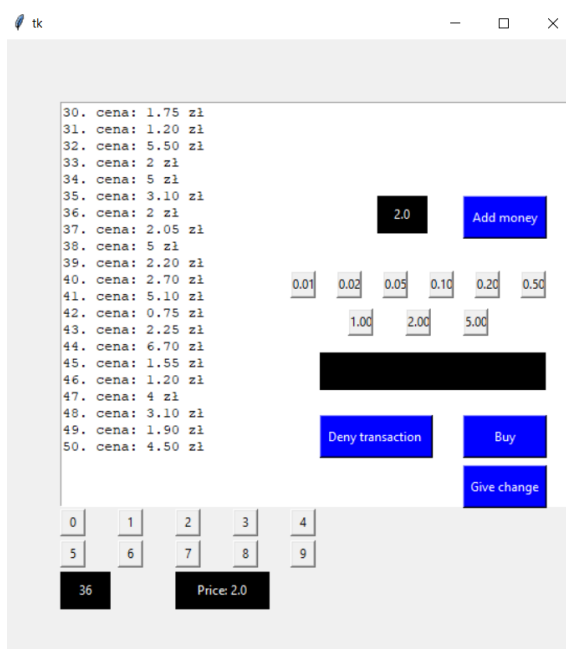 tk
30. cena: 1.75 zł
31. cena: 1.20 zł
32. cena: 5.50 zł
33. cena: 2 zł
34. cena: 5 zł
35. cena: 3.10 zł
36. cena: 2 zł
37. cena: 2.05 zł
38. cena: 5 zł
39. cena: 2.20 zł
40. cena: 2.70 zł
41. cena: 5.10 zł
42. cena: 0.75 zł
43. cena: 2.25 zł
44. cena: 6.70 zł
45. cena: 1.55 zł
46. cena: 1.20 zł
47. cena: 4 zł
48. cena: 3.10 zł
49. cena: 1.90 zł
50. cena: 4.50 zł
2.0 Add money
0.01 0.02 0.05 0.10 0.20 0.50
1.00 2.00 5.00
Deny transaction Buy
Give change
0 1 2 3 4
5 6 7 8 9
36 Price: 2.0